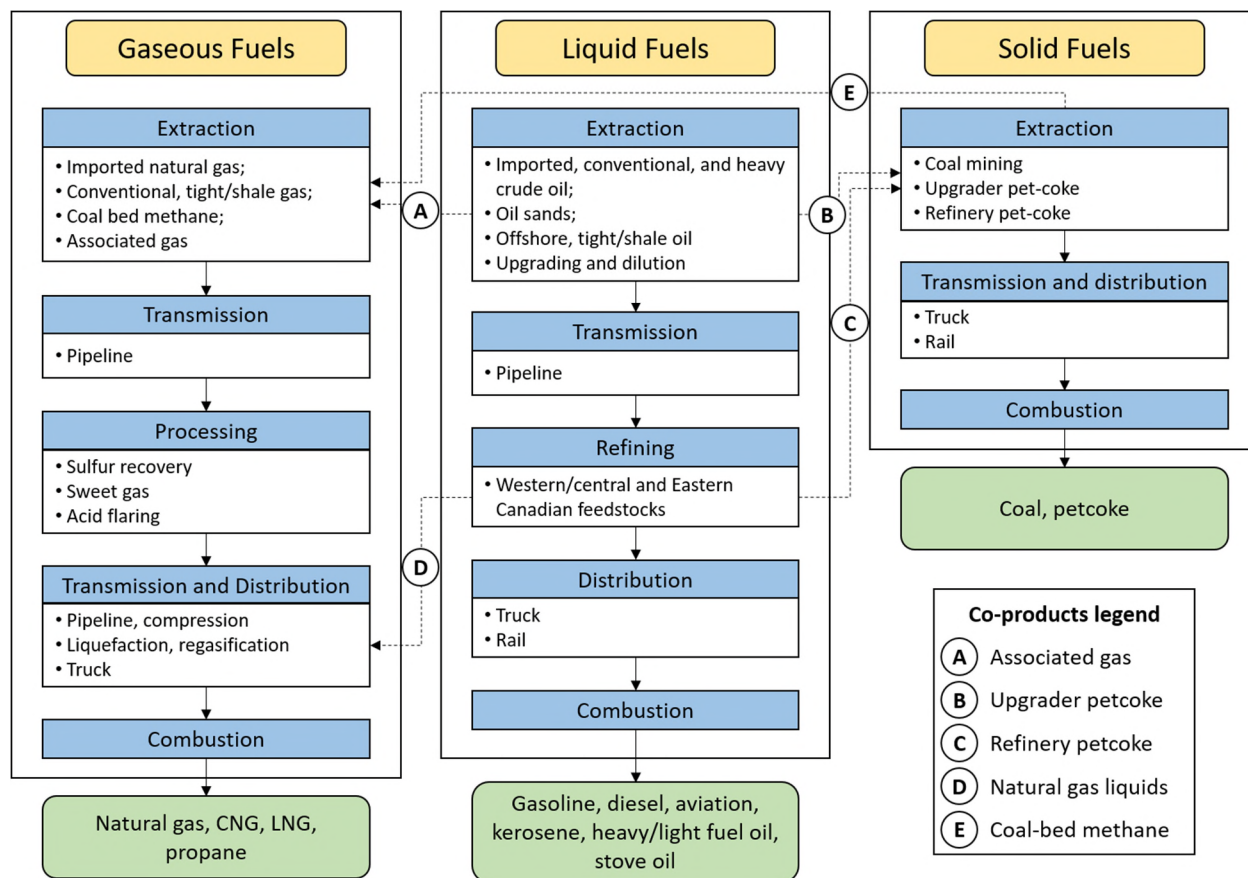 Gaseous Fuels
Extraction
• Imported natural gas;
• Conventional, tight/shale gas;
• Coal bed methane;
• Associated gas
Transmission
• Pipeline
Processing
• Sulfur recovery
• Sweet gas
• Acid flaring
Transmission and Distribution
• Pipeline, compression
• Liquefaction, regasification
• Truck
Combustion
Natural gas, CNG, LNG,
propane
A
D
Liquid Fuels
Extraction
• Imported, conventional, and heavy
crude oil;
• Oil sands;
• Offshore, tight/shale oil
• Upgrading and dilution
Transmission
• Pipeline
Refining
• Western/central and Eastern
Canadian feedstocks
Distribution
• Truck
• Rail
Combustion
Gasoline, diesel, aviation,
kerosene, heavy/light fuel oil,
stove oil
E
B
C
Solid Fuels
Extraction
• Coal mining
• Upgrader pet-coke
• Refinery pet-coke
Transmission and distribution
• Truck
• Rail
Combustion
Coal, petcoke
Co-products legend
A Associated gas
B Upgrader petcoke
C Refinery petcoke
D Natural gas liquids
E Coal-bed methane